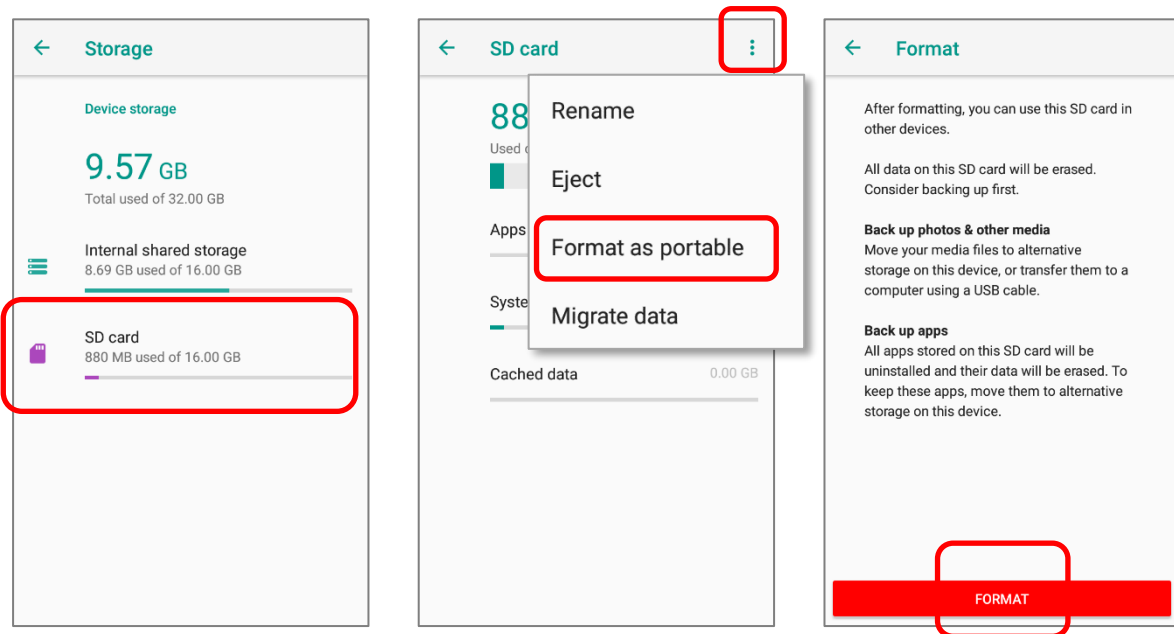 Storage
Device storage
9.57 GB
Total used of 32.00 GB
Internal shared storage
8.69 GB used of 16.00 GB
SD card
880 MB used of 16.00 GB
SD card
88
Used
Rename
Eject
Apps
Format as portable
Syste
Migrate data
Cached data 0.00 GB
Format
After formatting, you can use this SD card in
other devices.
All data on this SD card will be erased.
Consider backing up first.
Back up photos & other media
Move your media files to alternative
storage on this device, or transfer them to a
computer using a USB cable.
Back up apps
All apps stored on this SD card will be
uninstalled and their data will be erased. To
keep these apps, move them to alternative
storage on this device.
FORMAT